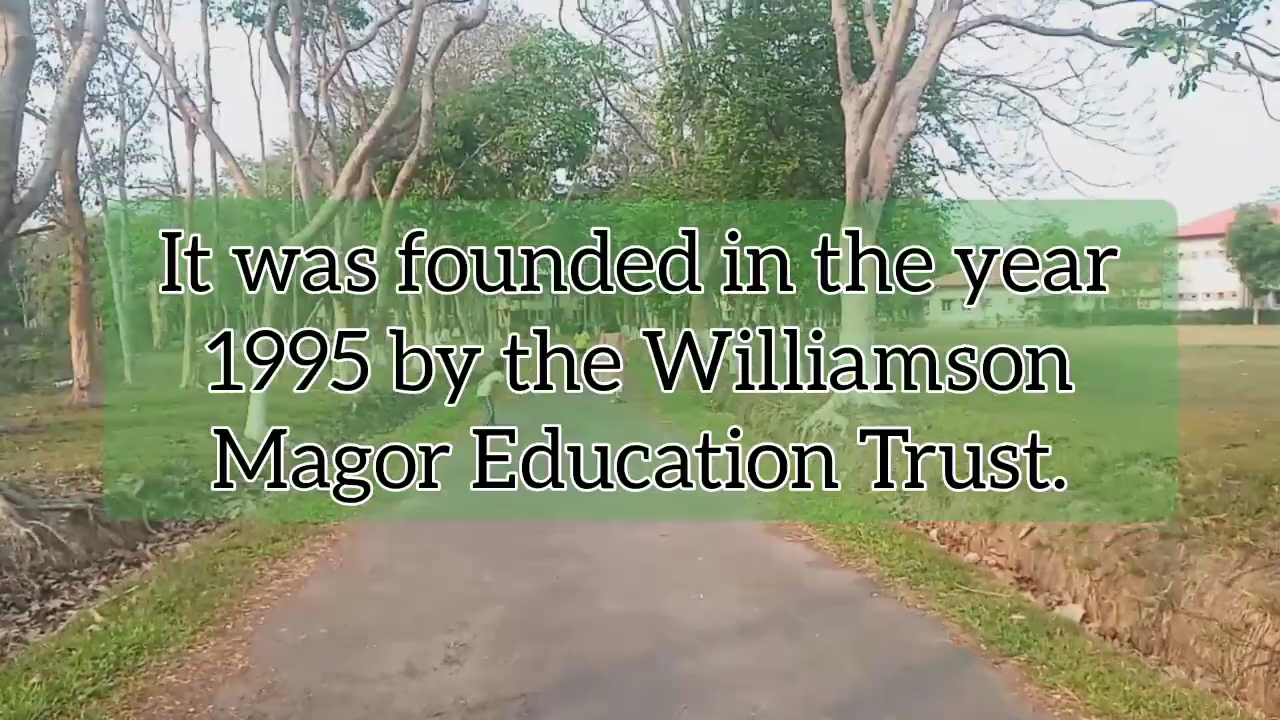 It was founded in the year
1995 by the Williamson
Magor Education Trust.